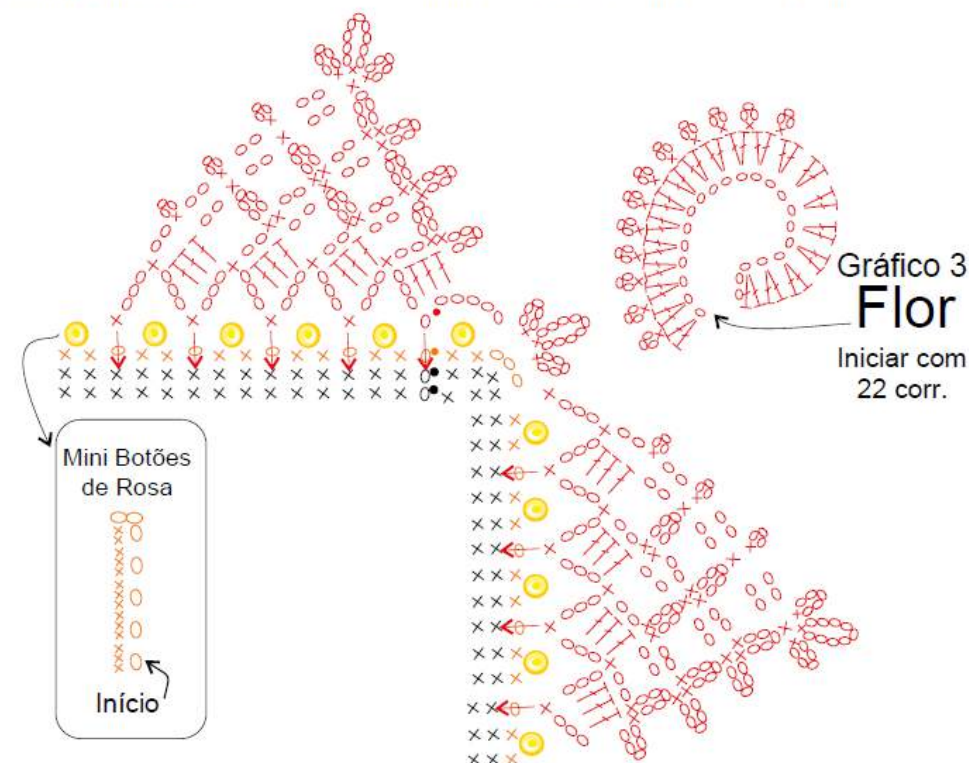 Gráfico 3
Flor
Iniciar com
22 corr.
Mini Botões
de Rosa
Início